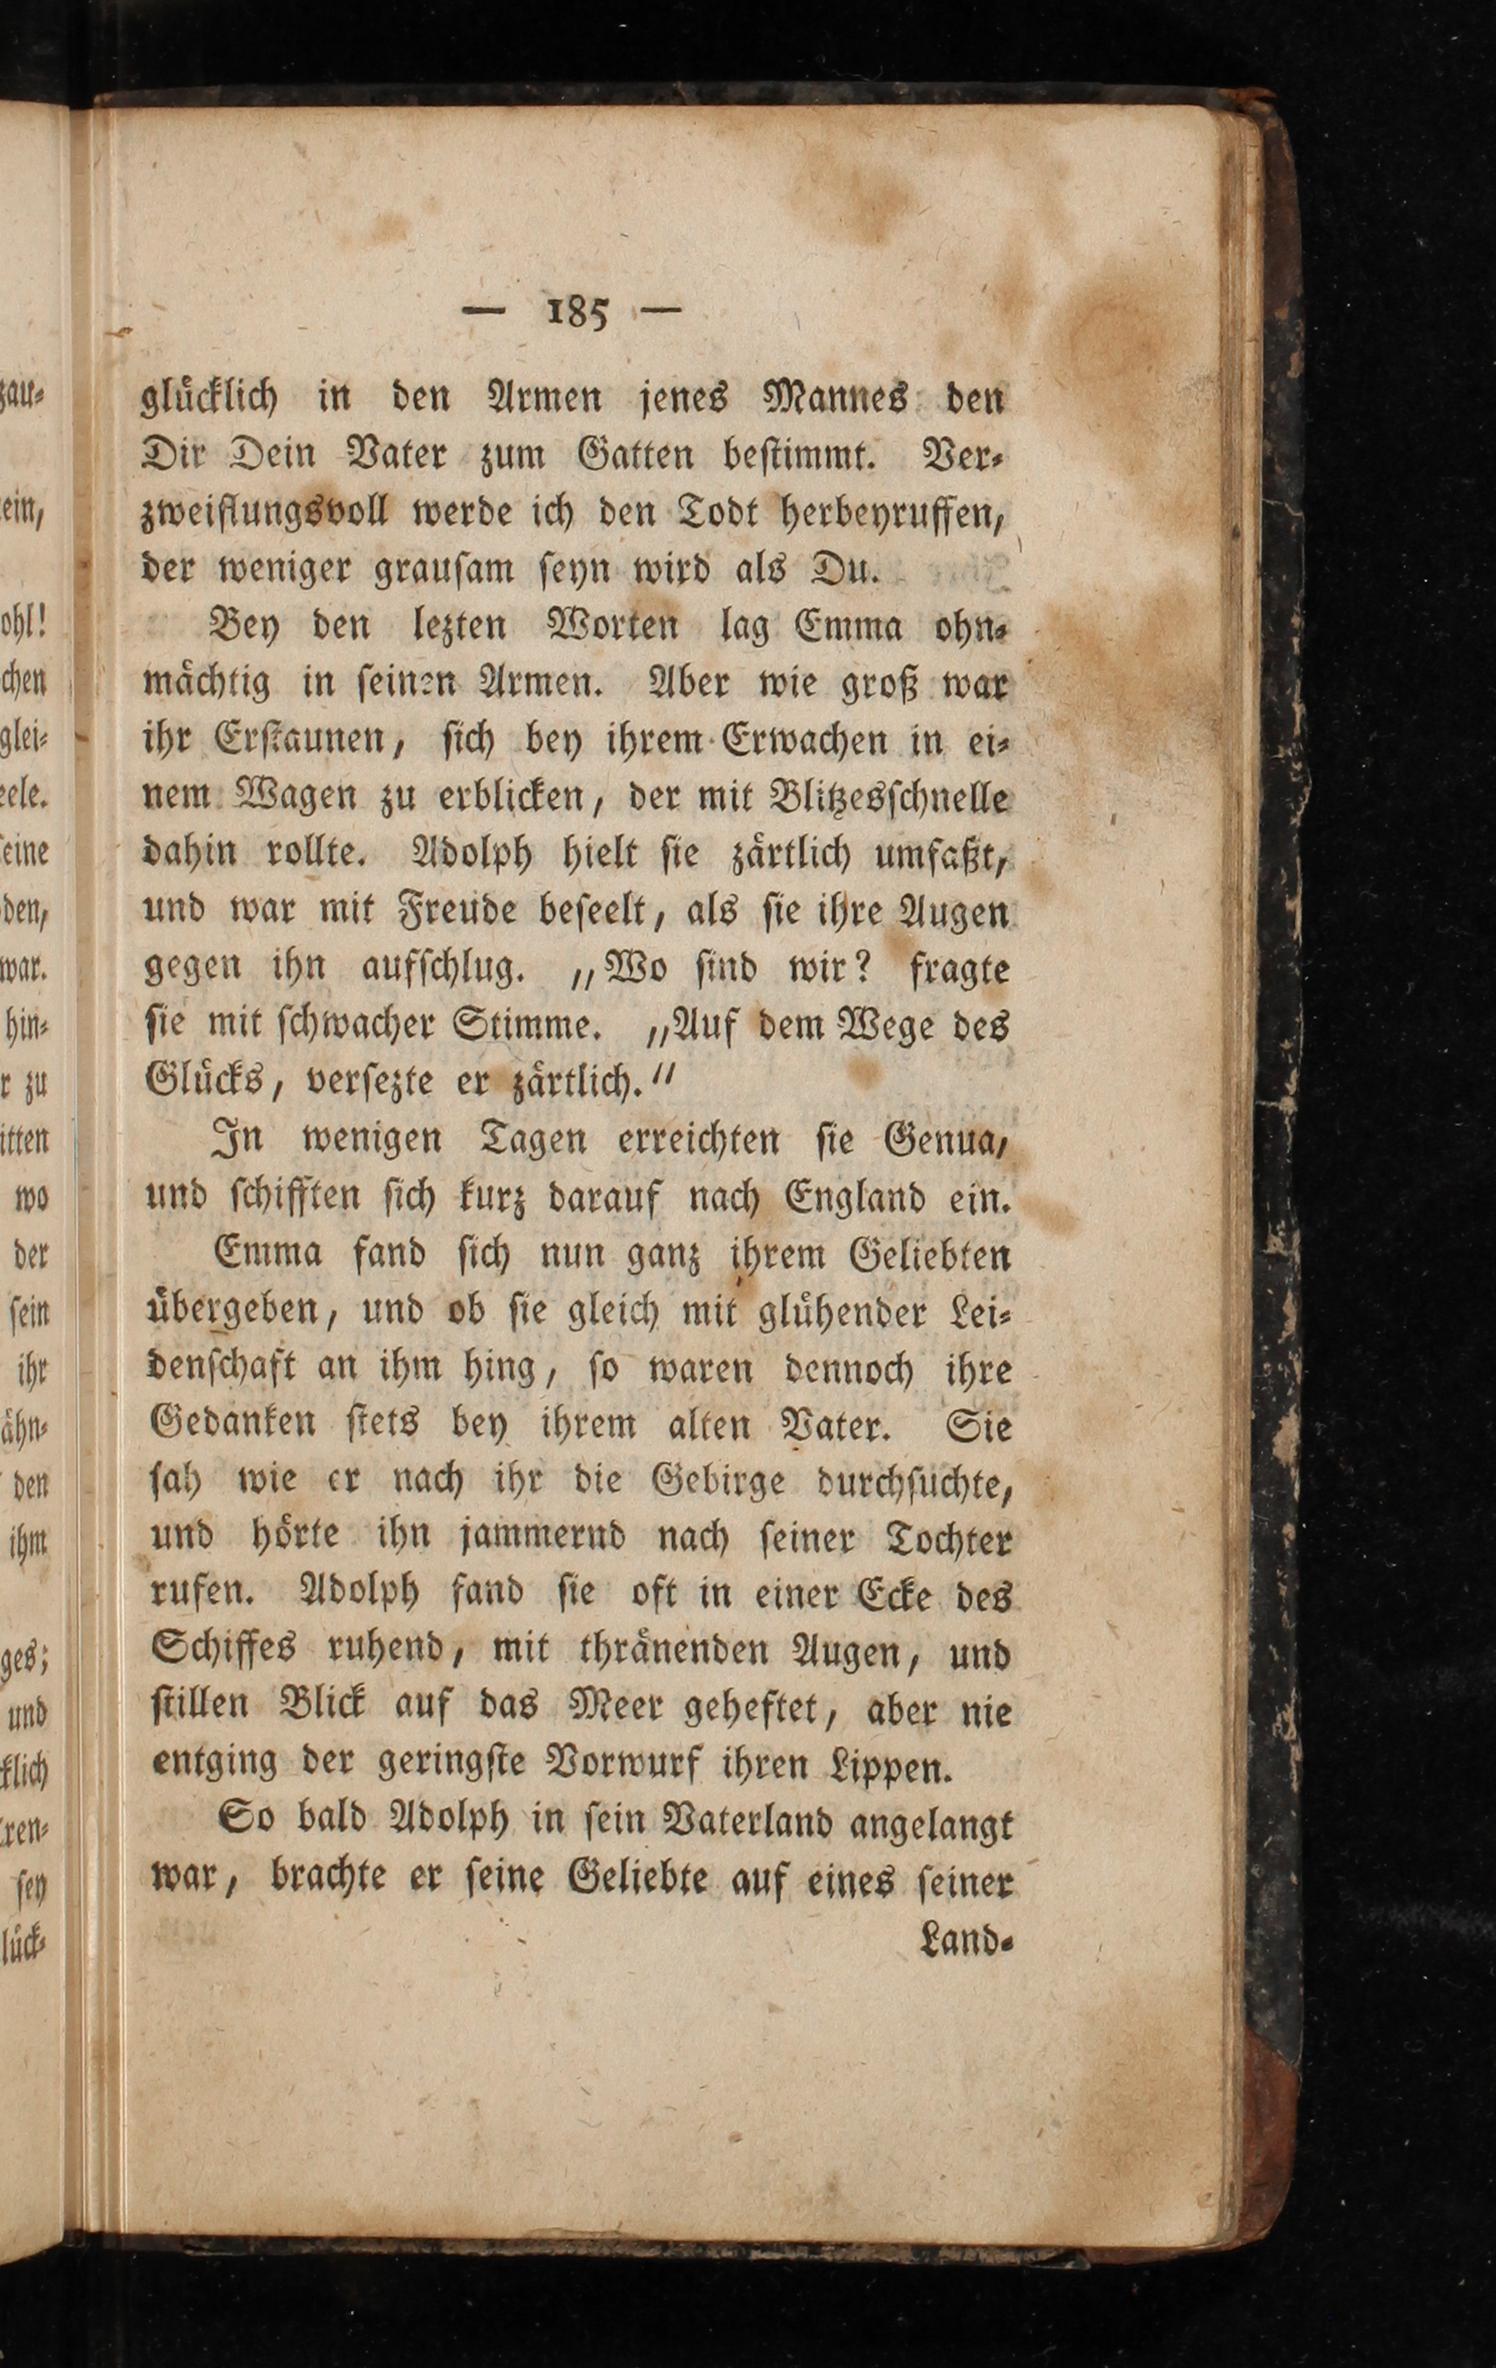 — 185 —
glücklich in den Armen jenes Mannes den
Dir Dein Vater zum Gatten beſtimmt. Ver-
zweiflungsvoll werde ich den Todt herbeyruffen,
der weniger grauſam ſeyn wird als Du.
Bey den lezten Worten lag Emma ohn-
mächtig in ſeinen Armen. Aber wie groß war
ihr Erſtaunen, ſich bey ihrem Erwachen in ei-
nem Wagen zu erblicken, der mit Blitzesſchnelle
dahin rollte. Adolph hielt ſie zärtlich umfaßt,
und war mit Freude beſeelt, als ſie ihre Augen
gegen ihn aufſchlug. „Wo ſind wir? fragte
ſie mit ſchwacher Stimme. „Auf dem Wege des
Glücks, verſezte er zärtlich."
In wenigen Tagen erreichten ſie Genua,
und ſchifften ſich kurz darauf nach England ein.
Emma fand ſich nun ganz ihrem Geliebten
übergeben, und ob ſie gleich mit glühender Lei-
denſchaft an ihm hing, ſo waren dennoch ihre
Gedanken ſtets bey ihrem alten Vater. Sie
ſah wie er nach ihr die Gebirge durchſuchte,
und hörte ihn jammernd nach ſeiner Tochter
rufen. Adolph fand ſie oft in einer Ecke des
Schiffes ruhend, mit thränenden Augen, und
ſtillen Blick auf das Meer geheftet, aber nie
entging der geringſte Vorwurf ihren Lippen.
So bald Adolph in ſein Vaterland angelangt
war, brachte er ſeine Geliebte auf eines ſeiner
Land-